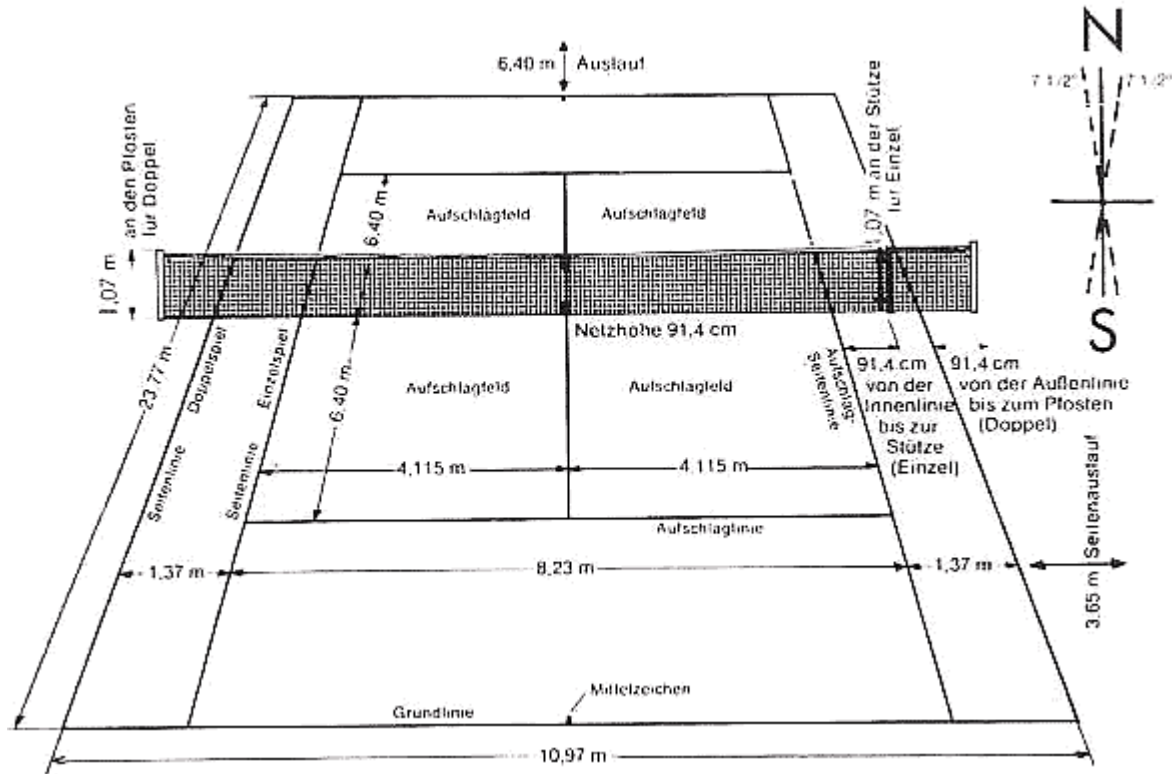 6,40 m Auslauf
N
7 1/2° 7 1/2°
S
an den Pfosten
fur Doppel
1,07 m
1,07 m an der Stütze
fur Einzel
6,40 m
Aufschlagfeld Aufschlagfeld
Netzhöhe 91,4 cm
23,77 m
Seitenlinie Doppelspiel
Seitenlinie Einzelspiel
Aufschlagfeld Aufschlagfeld
6,40 m
Aufschlag-
Seitenlinie
91,4 cm
von der
Innenlinie
bis zur
Stütze
(Einzel)
91,4 cm
von der Außenlinie
bis zum Pfosten
(Doppel)
4,115 m 4,115 m
Aufschlaglinie
1,37 m 8,23 m 1,37 m
3,65 m Seitenauslauf
Mittelzeichen
Grundlinie
10,97 m